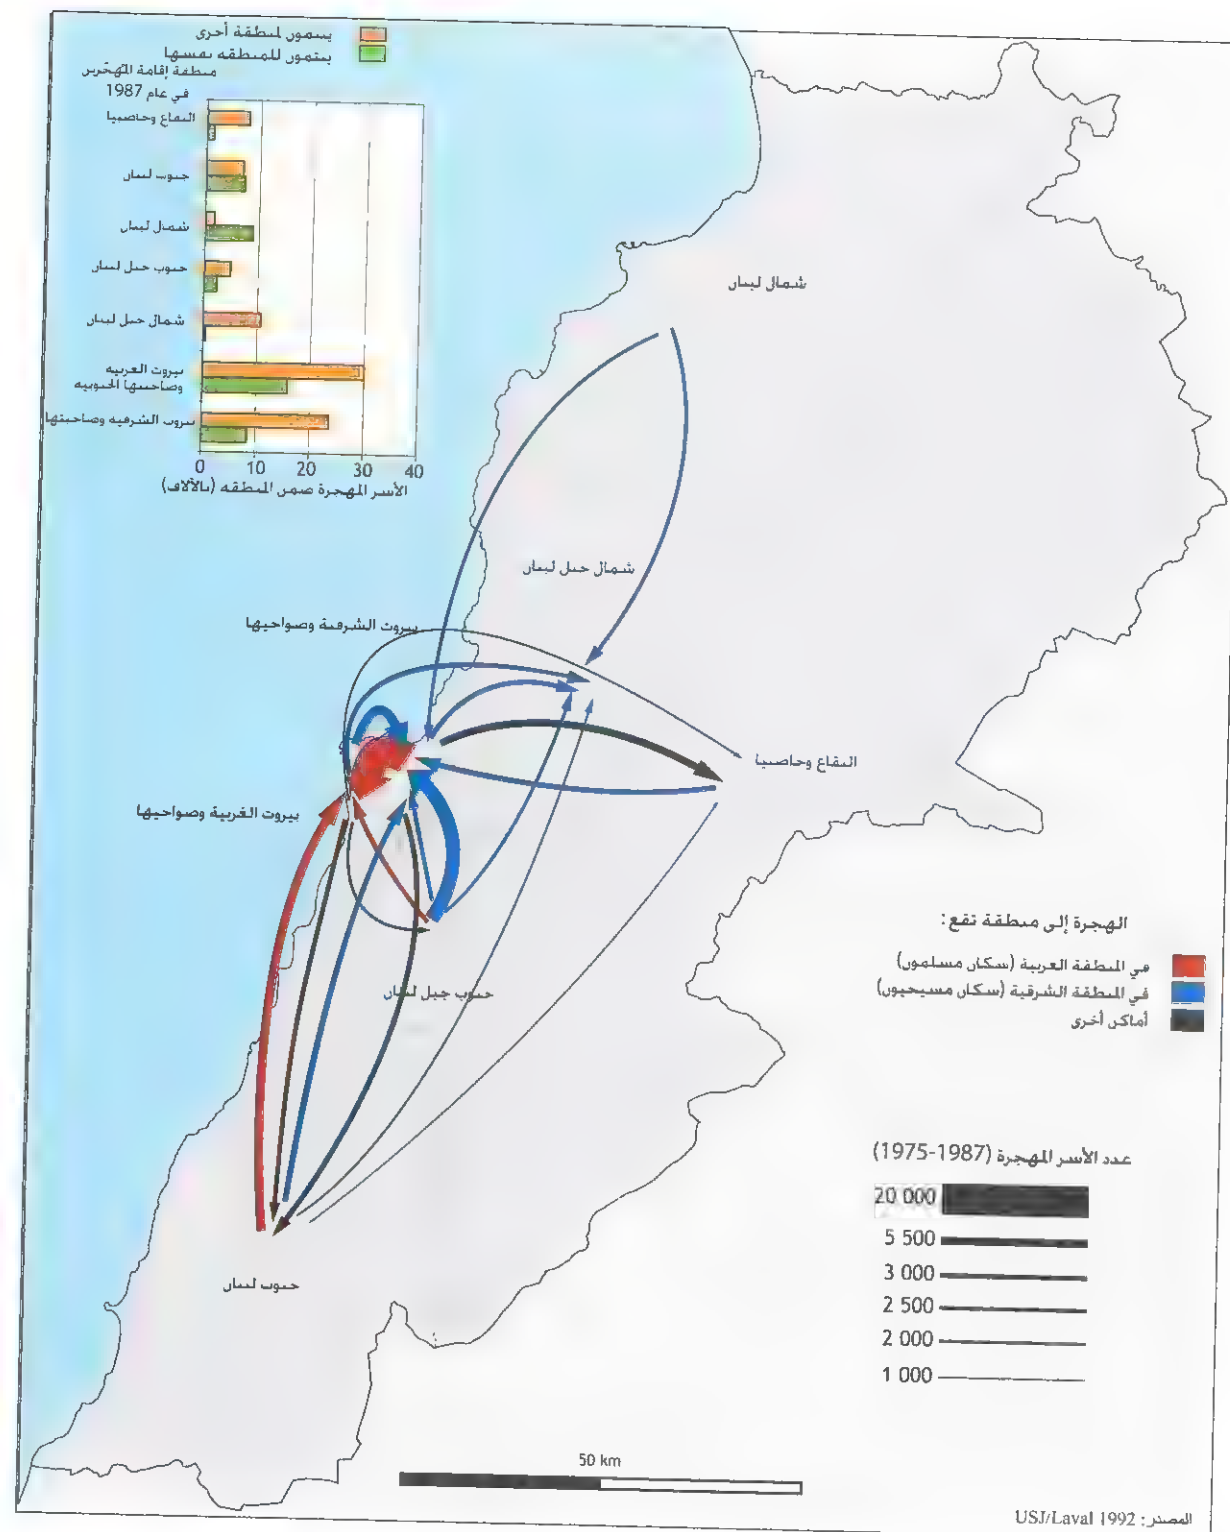 ينتمون لمنطقة أخرى
ينتمون للمنطقة نفسها
منطقة إقامة المُهجّرين
في عام 1987
البقاع وحاصبيا
جنوب لبنان
شمال لبنان
جنوب جبل لبنان
شمال جبل لبنان
بيروت الغربية
وضاحيتها الجنوبية
بيروت الشرقية وضاحيتها
0 10 20 30 40
الأسر المهجرة ضمن المنطقة (بالآلاف)
شمال لبنان
شمال جبل لبنان
بيروت الشرقية وضواحيها
البقاع وحاصبيا
بيروت الغربية وضواحيها
جنوب جبل لبنان
جنوب لبنان
الهجرة إلى منطقة تقع:
في المنطقة الغربية (سكان مسلمون)
في المنطقة الشرقية (سكان مسيحيون)
أماكن أخرى
عدد الأسر المهجرة (1975-1987)
20 000
5 500
3 000
2 500
2 000
1 000
50 km
المصدر: USJ/Laval 1992